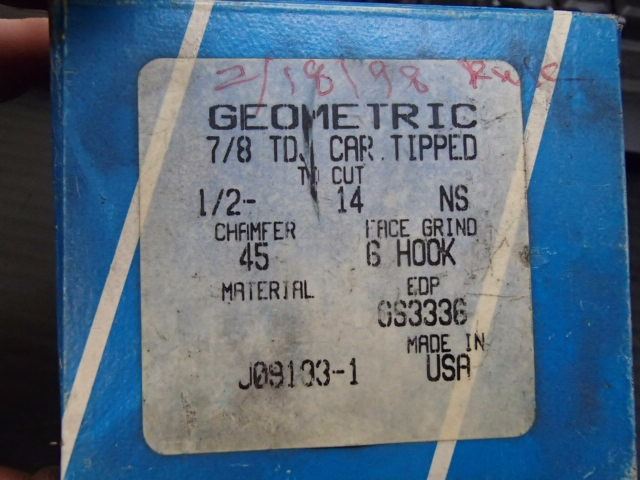 2/18/98
GEOMETRIC
7/8 TD. CAR.TIPPED
TO CUT
1/2- 14 NS
CHAMFER FACE GRIND
45 6 HOOK
MATERIAL EDP
GS3336
MADE IN
J09103-1 USA